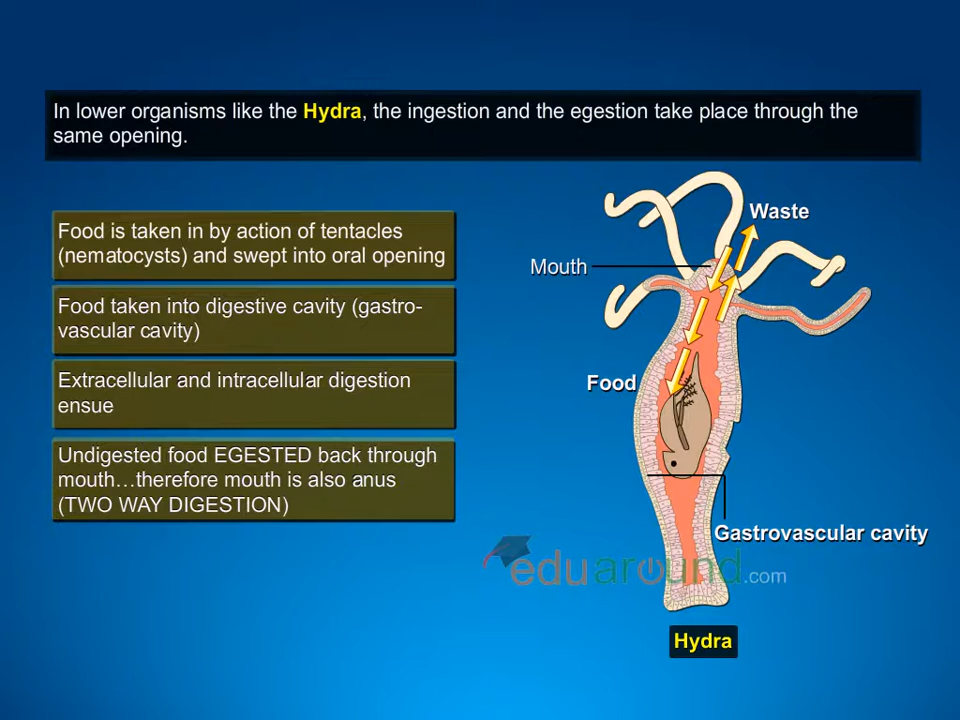 In lower organisms like the Hydra, the ingestion and the egestion take place through the
same opening.
Food is taken in by action of tentacles
(nematocysts) and swept into oral opening
Food taken into digestive cavity (gastro-
vascular cavity)
Extracellular and intracellular digestion
ensue
Undigested food EGESTED back through
mouth…therefore mouth is also anus
(TWO WAY DIGESTION)
Waste
Mouth
Food
Gastrovascular cavity
eduaround.com
Hydra